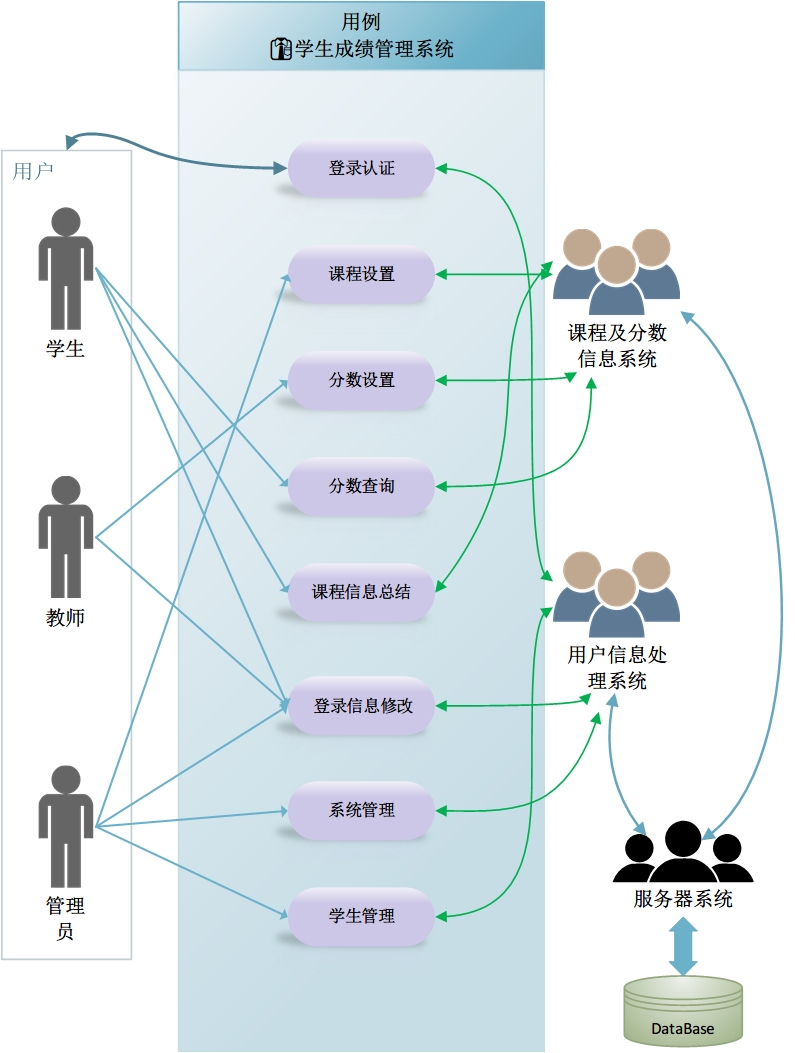 用例
学生成绩管理系统
用户
学生
教师
管理
员
登录认证
课程设置
分数设置
分数查询
课程信息总结
登录信息修改
系统管理
学生管理
课程及分数
信息系统
用户信息处
理系统
服务器系统
DataBase